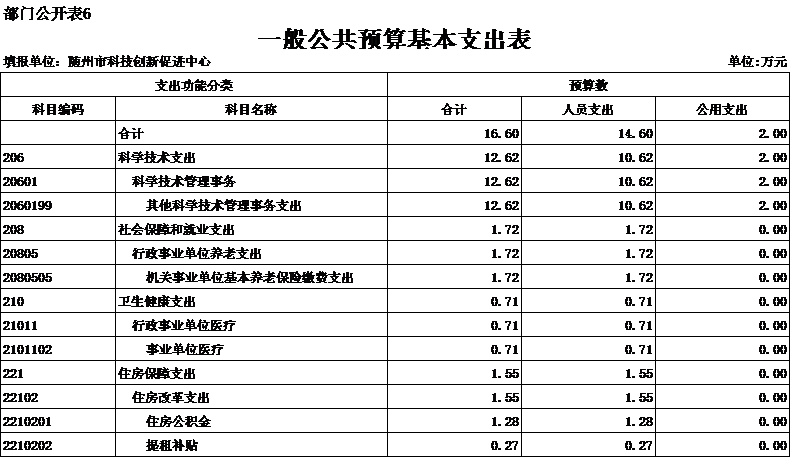 部门公开表6
一般公共预算基本支出表
填报单位：随州市科技创新促进中心 单位:万元
支出功能分类 预算数
科目编码 科目名称 合计 人员支出 公用支出
合计 16.60 14.60 2.00
206 科学技术支出 12.62 10.62 2.00
20601 科学技术管理事务 12.62 10.62 2.00
2060199 其他科学技术管理事务支出 12.62 10.62 2.00
208 社会保障和就业支出 1.72 1.72 0.00
20805 行政事业单位养老支出 1.72 1.72 0.00
2080505 机关事业单位基本养老保险缴费支出 1.72 1.72 0.00
210 卫生健康支出 0.71 0.71 0.00
21011 行政事业单位医疗 0.71 0.71 0.00
2101102 事业单位医疗 0.71 0.71 0.00
221 住房保障支出 1.55 1.55 0.00
22102 住房改革支出 1.55 1.55 0.00
2210201 住房公积金 1.28 1.28 0.00
2210202 提租补贴 0.27 0.27 0.00